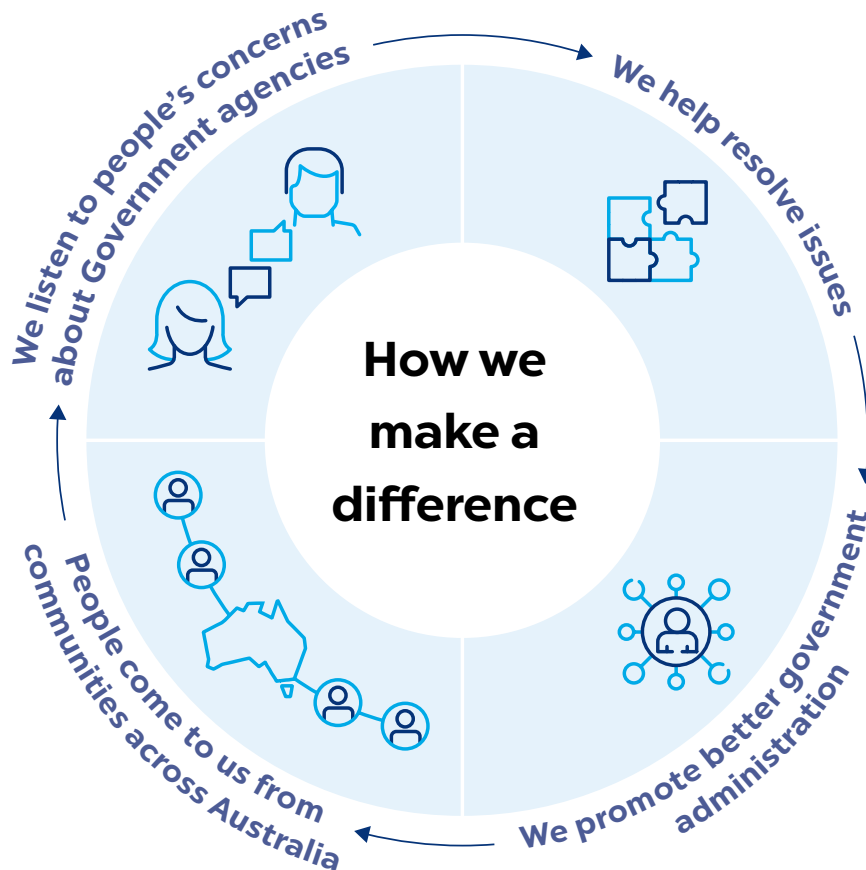 We listen to people's concerns
about Government agencies
We help resolve issues
How we
make a
difference
We promote better government
administration
People come to us from
communities across Australia